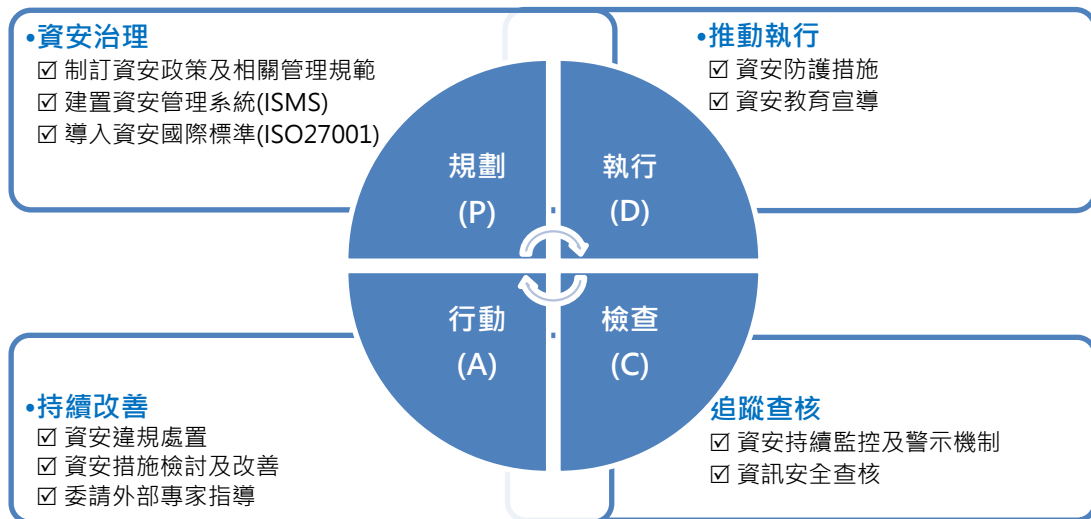 •資安治理
☑ 制訂資安政策及相關管理規範
☑ 建置資安管理系統(ISMS)
☑ 導入資安國際標準(ISO27001)
•推動執行
☑ 資安防護措施
☑ 資安教育宣導
規劃
(P)
執行
(D)
行動
(A)
檢查
(C)
•持續改善
☑ 資安違規處置
☑ 資安措施檢討及改善
☑ 委請外部專家指導
追蹤查核
☑ 資安持續監控及警示機制
☑ 資訊安全查核